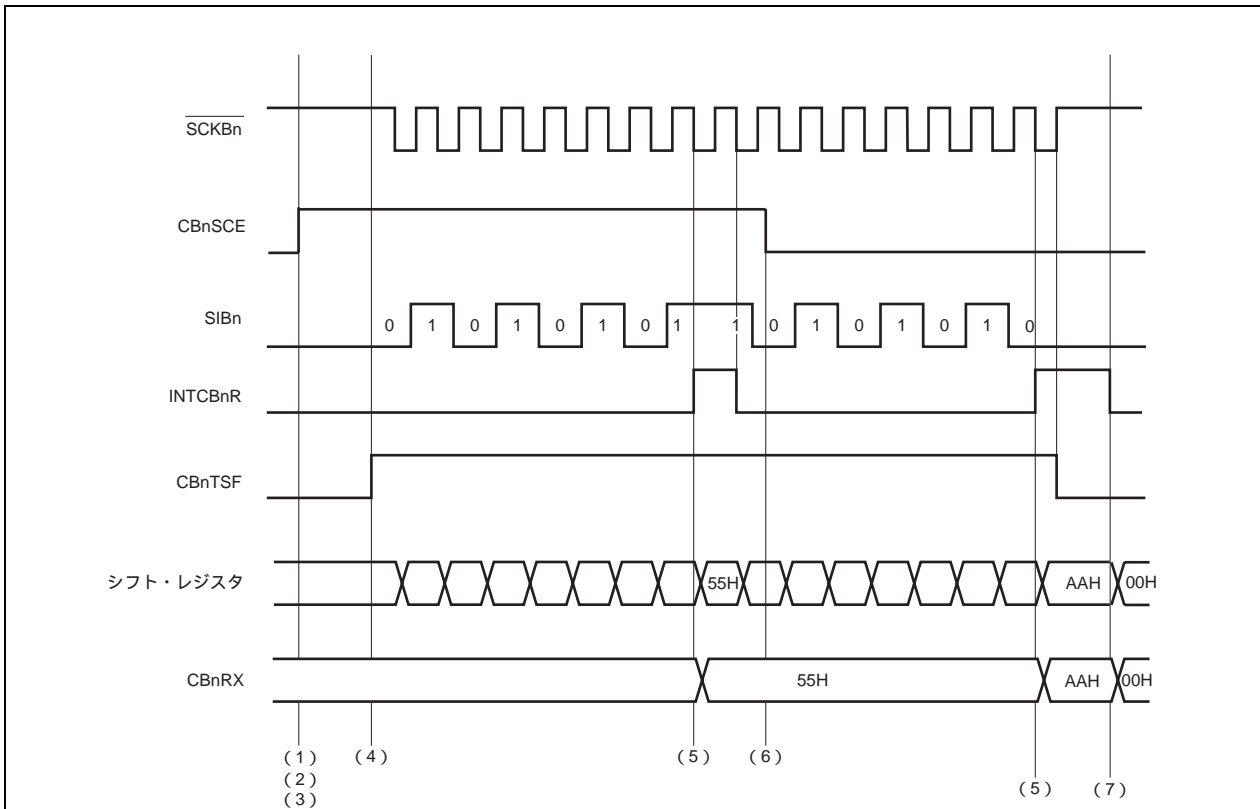 SCKBn
CBnSCE
SIBn
0 1 0 1 0 1 0 1 1 0 1 0 1 0 1 0
INTCBnR
CBnTSF
シフト・レジスタ
55H AAH 00H
CBnRX
55H AAH 00H
(1) (4) (5) (6) (5) (7)
(2)
(3)